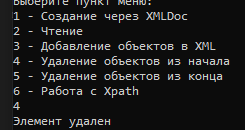 Выберите пункт меню:
1 - Создание через XMLDoc
2 - Чтение
3 - Добавление объектов в XML
4 - Удаление объектов из начала
5 - Удаление объектов из конца
6 - Работа с Xpath
4
Элемент удален